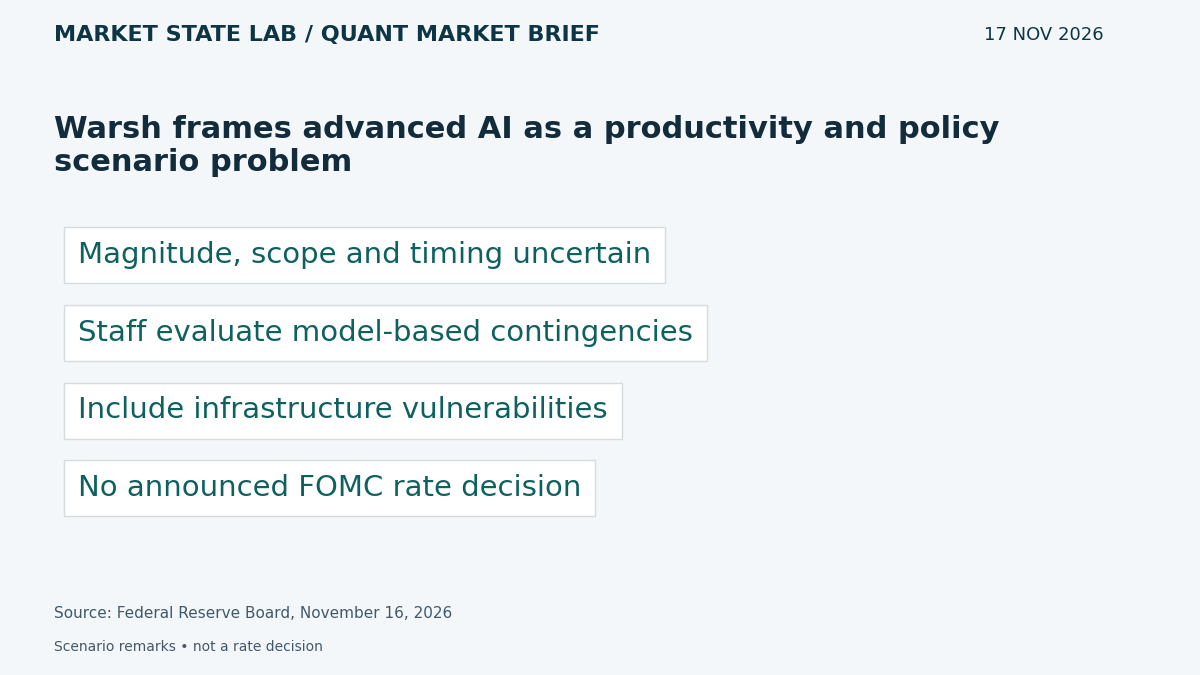 MARKET STATE LAB / QUANT MARKET BRIEF
17 NOV 2026
Warsh frames advanced AI as a productivity and policy
scenario problem
Magnitude, scope and timing uncertain
Staff evaluate model-based contingencies
Include infrastructure vulnerabilities
No announced FOMC rate decision
Source: Federal Reserve Board, November 16, 2026
Scenario remarks • not a rate decision